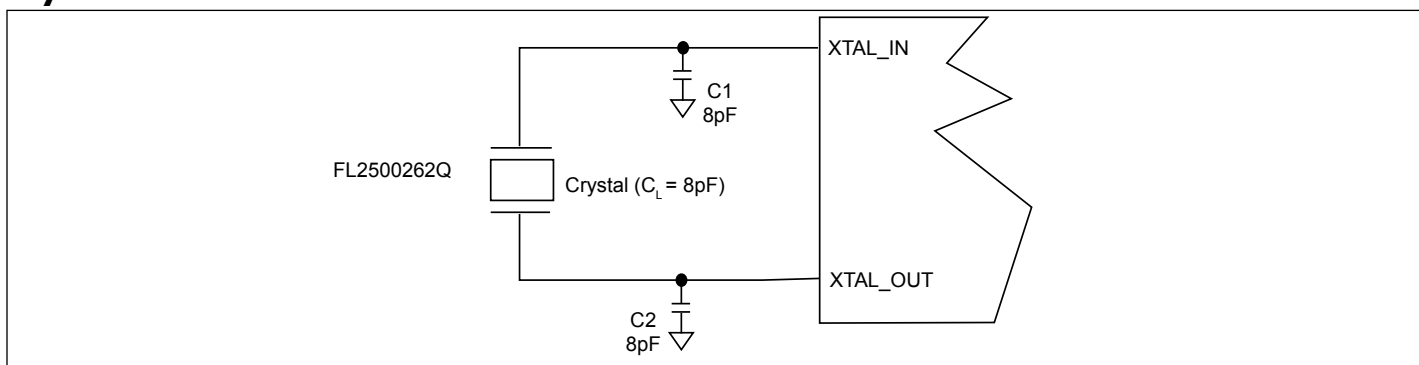 XTAL_IN
C1
8pF
FL2500262Q
Crystal (C_L = 8pF)
XTAL_OUT
C2
8pF